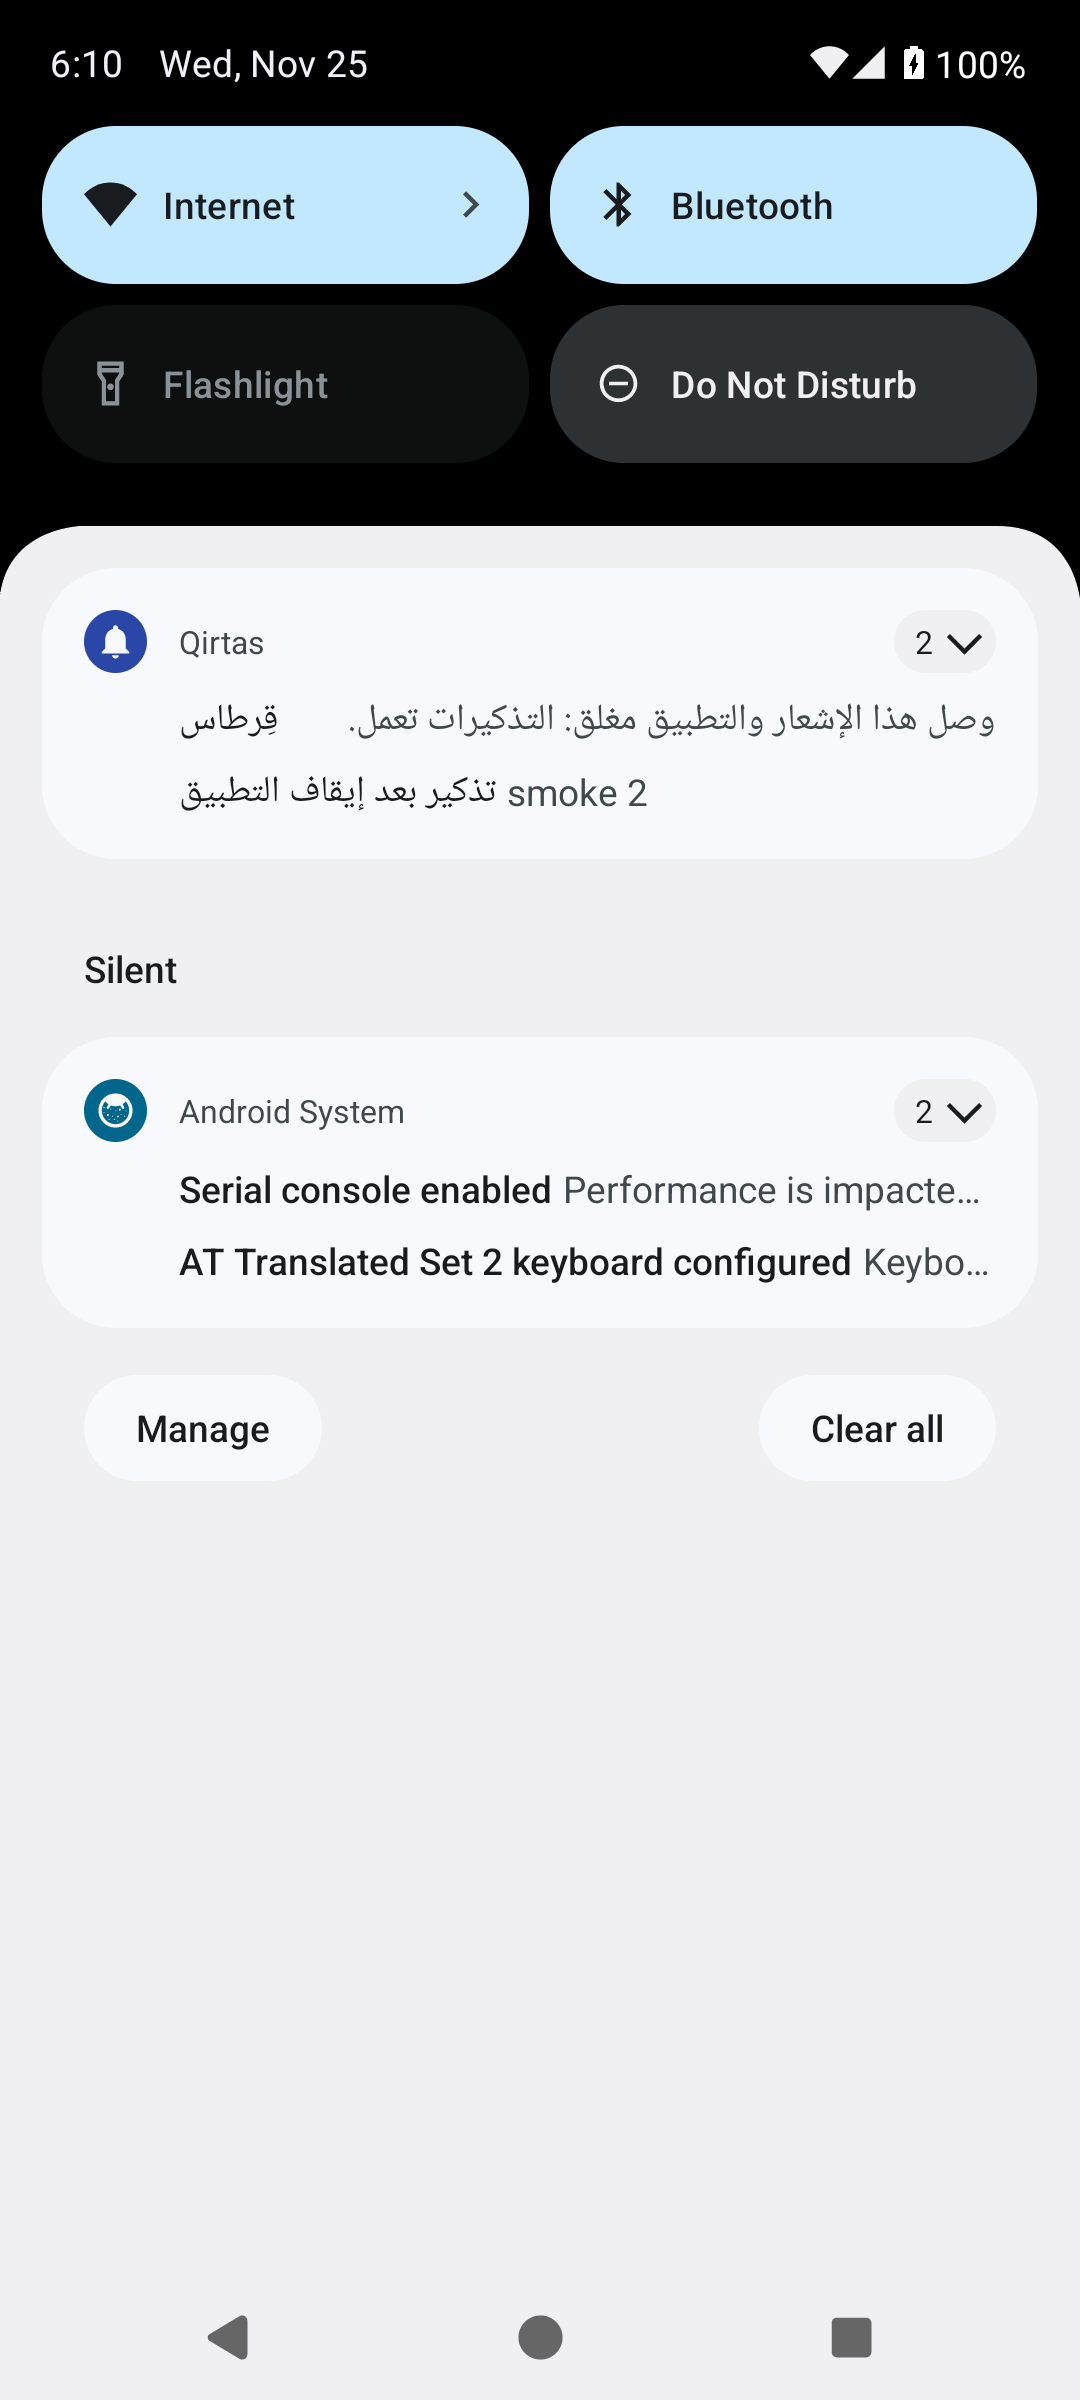 6:10 Wed, Nov 25 100%
Internet
Bluetooth
Flashlight
Do Not Disturb
Qirtas 2
قِرطاس وصل هذا الإشعار والتطبيق مغلق: التذكيرات تعمل.
تذكير بعد إيقاف التطبيق smoke 2
Silent
Android System 2
Serial console enabled Performance is impacte…
AT Translated Set 2 keyboard configured Keybo…
Manage
Clear all